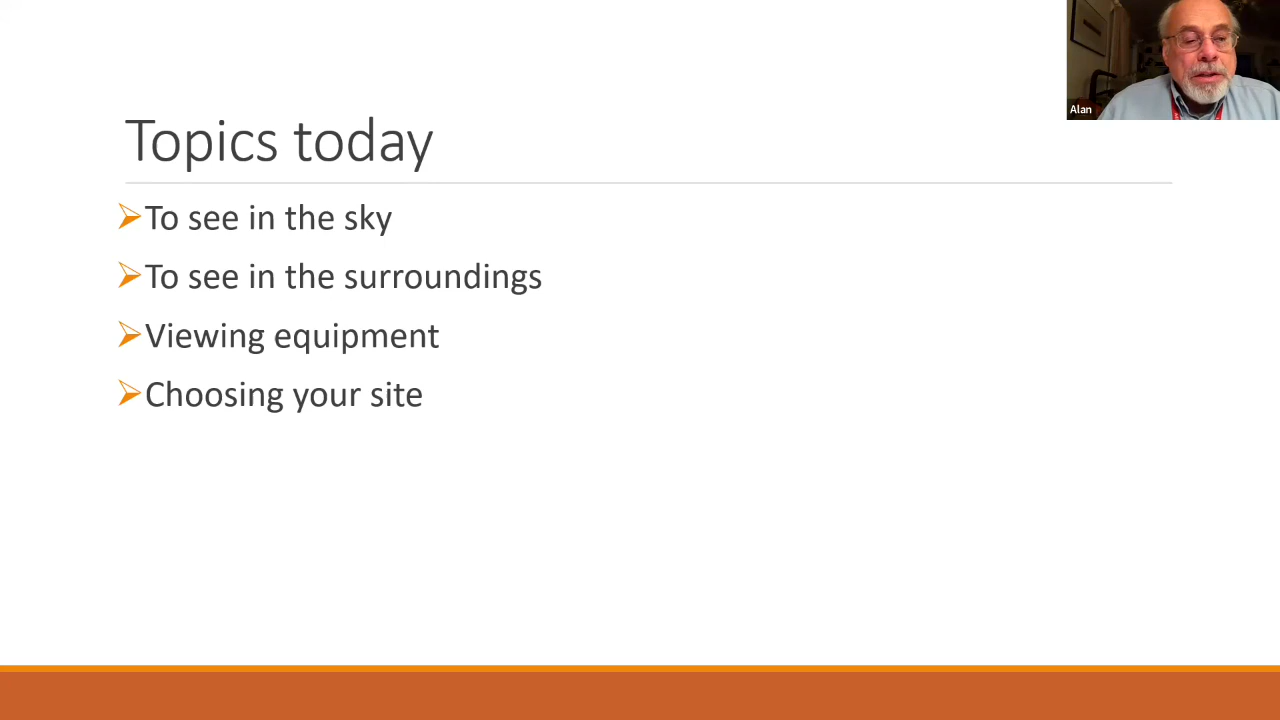 Topics today
To see in the sky
To see in the surroundings
Viewing equipment
Choosing your site
Alan